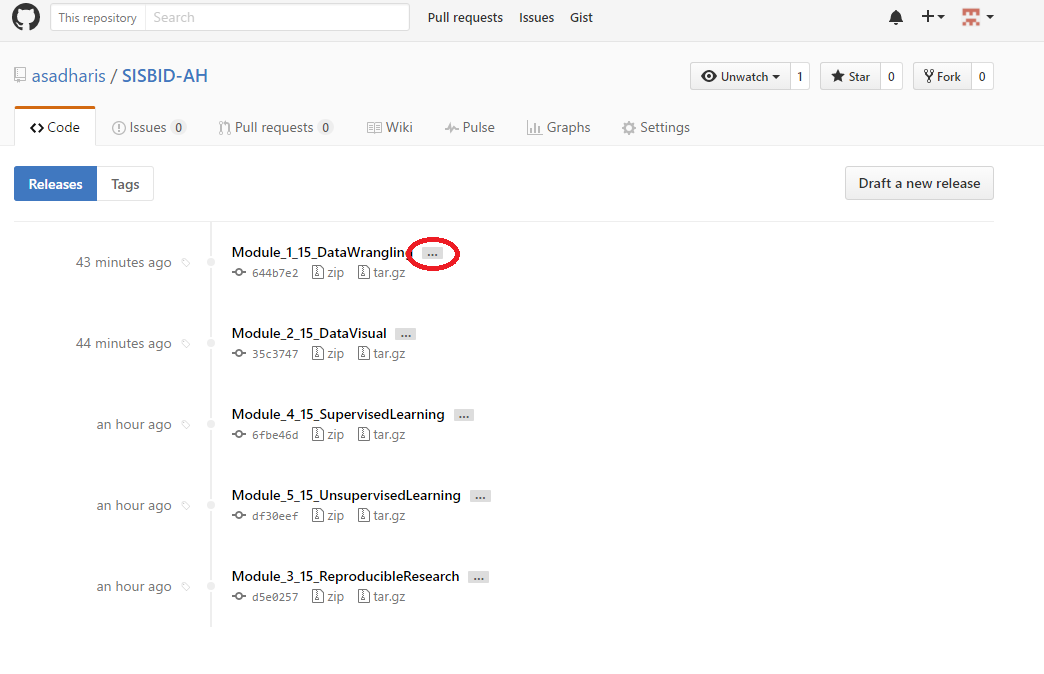 This repository Search Pull requests Issues Gist
asadharis / SISBID-AH Unwatch 1 Star 0 Fork 0
Code Issues 0 Pull requests 0 Wiki Pulse Graphs Settings
Releases Tags Draft a new release
Module_1_15_DataWrangling ...
43 minutes ago 644b7e2 zip tar.gz
Module_2_15_DataVisual ...
44 minutes ago 35c3747 zip tar.gz
Module_4_15_SupervisedLearning ...
an hour ago 6fbe46d zip tar.gz
Module_5_15_UnsupervisedLearning ...
an hour ago df30eef zip tar.gz
Module_3_15_ReproducibleResearch ...
an hour ago d5e0257 zip tar.gz